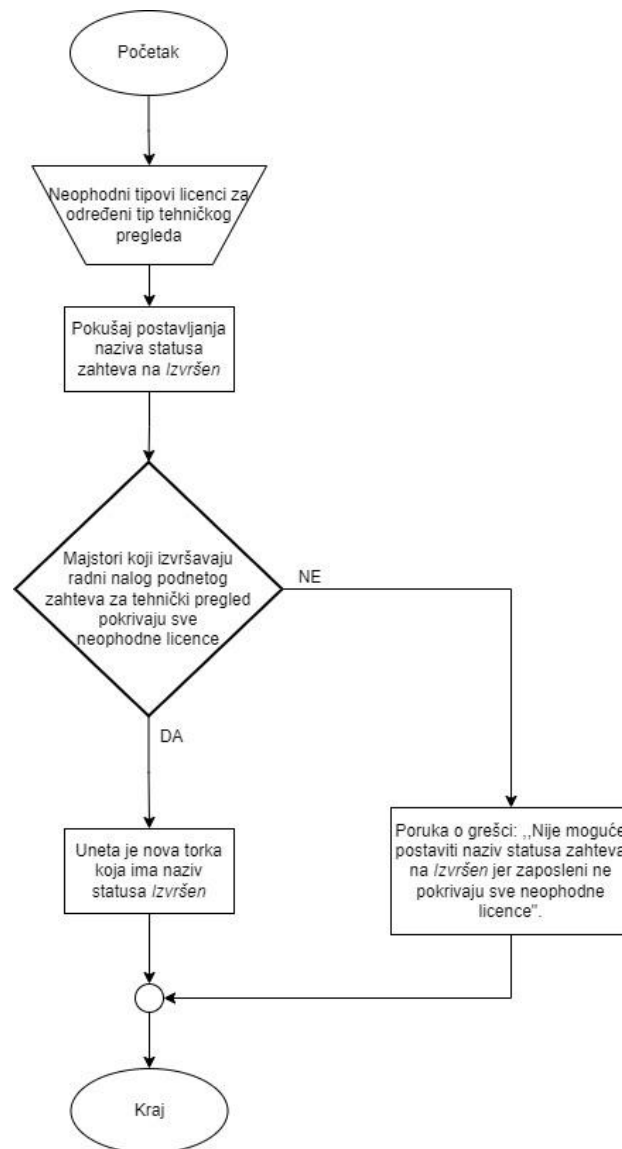 Početak
Neophodni tipovi licenci za
određeni tip tehničkog
pregleda
Pokušaj postavljanja
naziva statusa
zahteva na Izvršen
Majstori koji izvršavaju
radni nalog podnetog
zahteva za tehnički pregled
pokrivaju sve
neophodne licence
NE
DA
Uneta je nova torka
koja ima naziv
statusa Izvršen
Poruka o grešci: ,,Nije moguće
postaviti naziv statusa zahteva
na Izvršen jer zaposleni ne
pokrivaju sve neophodne
licence".
Kraj